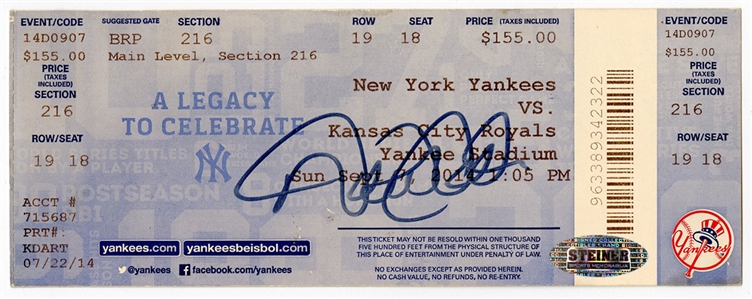 EVENT/CODE SUGGESTED GATE SECTION ROW SEAT PRICE (TAXES INCLUDED) EVENT/CODE
14D0907 BRP 216 19 18 $155.00 14D0907
$155.00 Main Level, Section 216 $155.00
PRICE (TAXES INCLUDED)
SECTION
216
ROW/SEAT
19 18
ACCT #
715687
PRT#:
KDART
07/22/14
A LEGACY
TO CELEBRATE
NY
POSTSEASON
yankees.com yankeesbeisbol.com
@yankees facebook.com/yankees
New York Yankees
VS.
Kansas City Royals
Yankee Stadium
Sun Sept 7, 2014 1:05 PM
THIS TICKET MAY NOT BE RESOLD WITHIN ONE THOUSAND
FIVE HUNDRED FEET FROM THE PHYSICAL STRUCTURE OF
THIS PLACE OF ENTERTAINMENT UNDER PENALTY OF LAW.
NO EXCHANGES EXCEPT AS PROVIDED HEREIN.
NO CASH VALUE, NO REFUNDS, NO RE-ENTRY.
963389342322
STEINER
SPORTS MEMORABILIA
PRICE
(TAXES INCLUDED)
SECTION
216
ROW/SEAT
19 18
Yankees